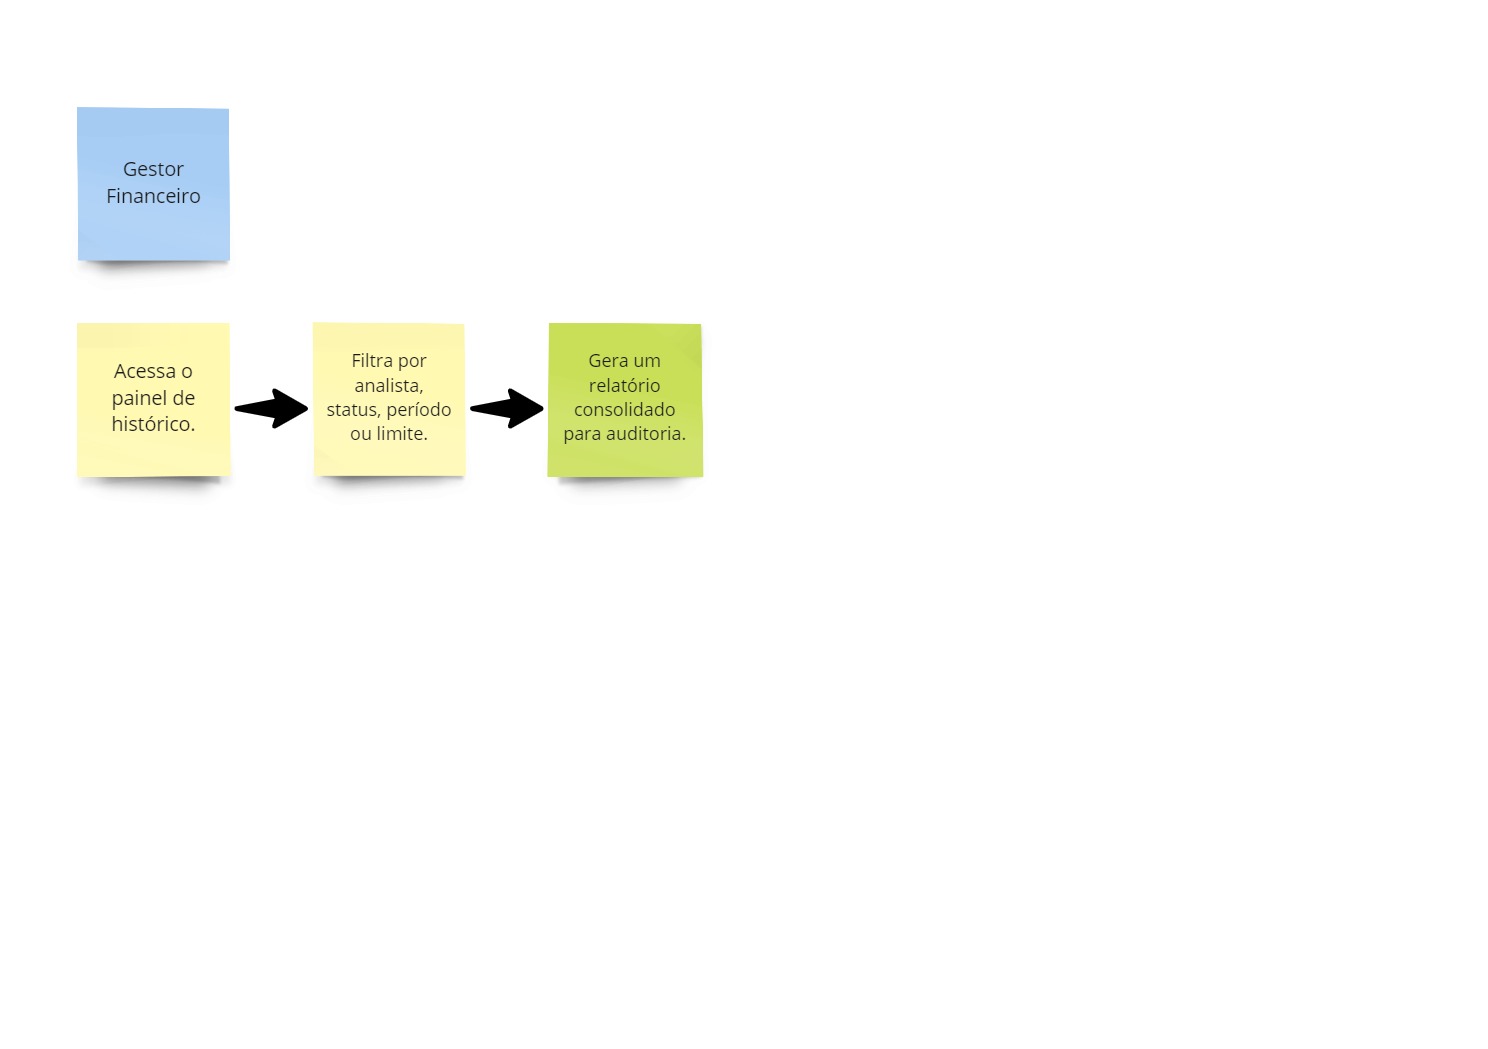 Gestor
Financeiro
Acessa o
painel de
histórico.
Filtra por
analista,
status, período
ou limite.
Gera um
relatório
consolidado
para auditoria.